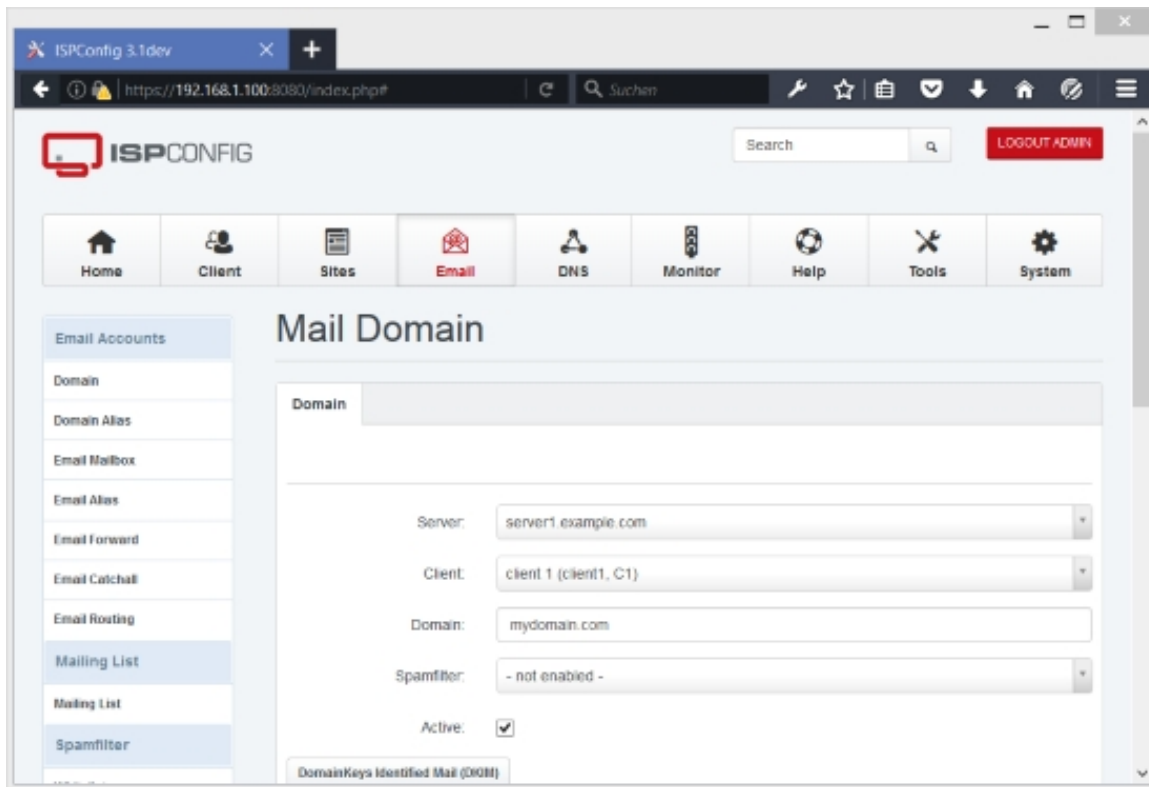 ISPConfig 3.1dev
https://192.168.1.100:8080/index.php#
Suchen
ISPCONFIG
Search
LOGOUT ADMIN
Home
Client
Sites
Email
DNS
Monitor
Help
Tools
System
Email Accounts
Domain
Domain Alias
Email Mailbox
Email Alias
Email Forward
Email Catchall
Email Routing
Mailing List
Mailing List
Spamfilter
Mail Domain
Domain
Server: server1.example.com
Client: client 1 (client1, C1)
Domain: mydomain.com
Spamfilter: - not enabled -
Active:
DomainKeys Identified Mail (DKIM)